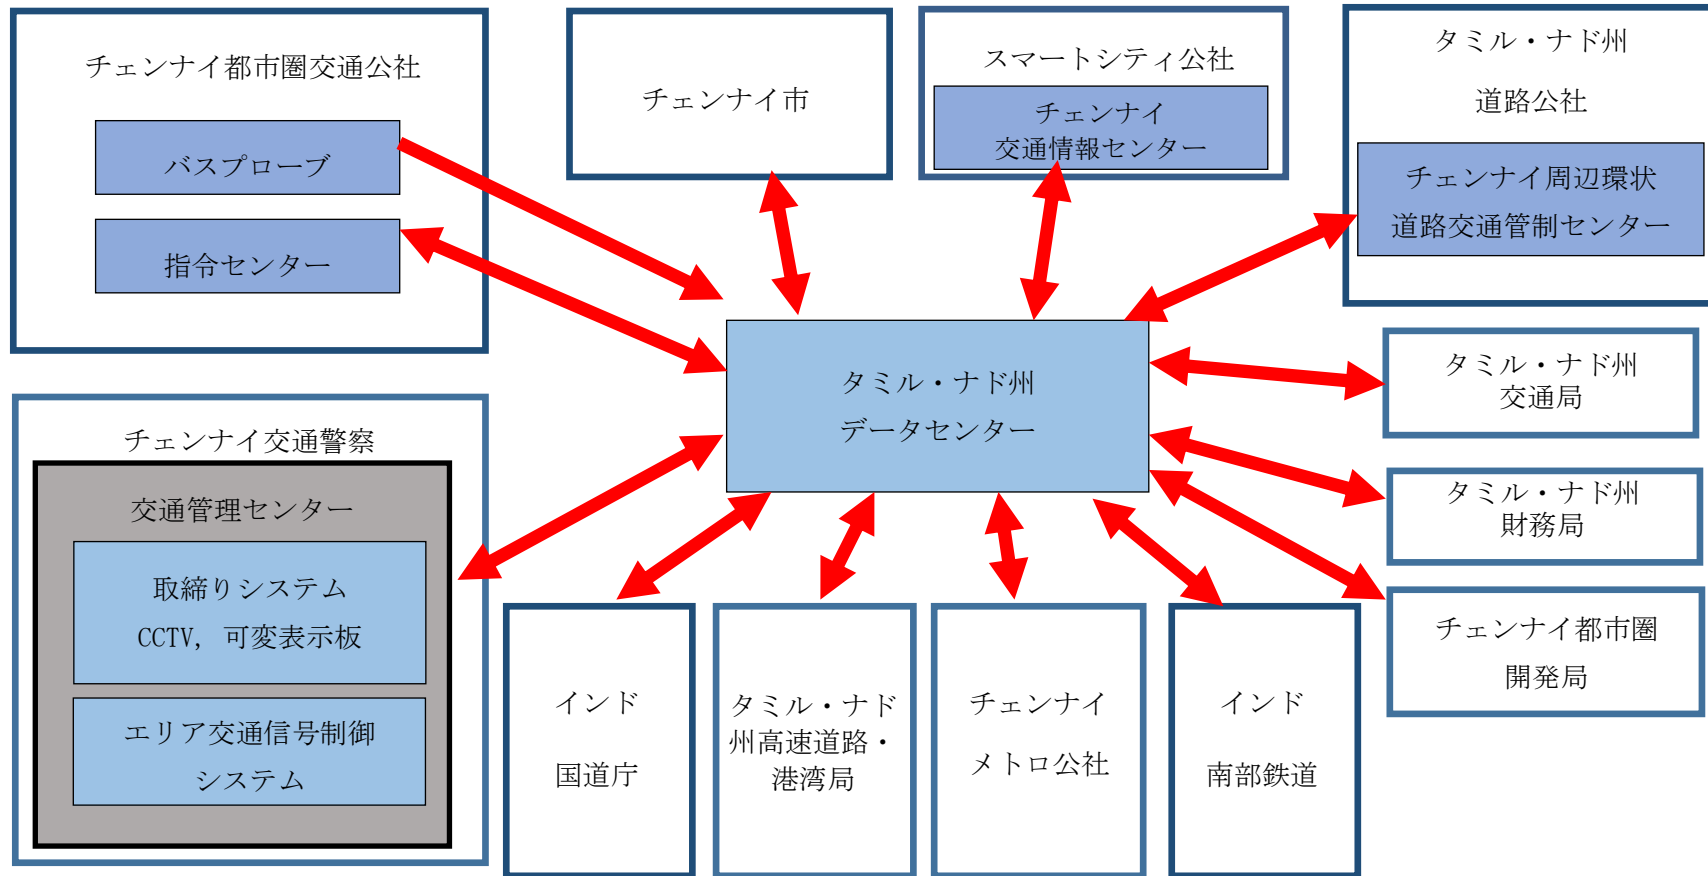 チェンナイ都市圏交通公社
バスプローブ
指令センター
チェンナイ市
スマートシティ公社
チェンナイ
交通情報センター
タミル・ナド州
道路公社
チェンナイ周辺環状
道路交通管制センター
タミル・ナド州
データセンター
タミル・ナド州
交通局
タミル・ナド州
財務局
チェンナイ都市圏
開発局
チェンナイ交通警察
交通管理センター
取締りシステム
CCTV, 可変表示板
エリア交通信号制御
システム
インド
国道庁
タミル・ナド
州高速道路・
港湾局
チェンナイ
メトロ公社
インド
南部鉄道